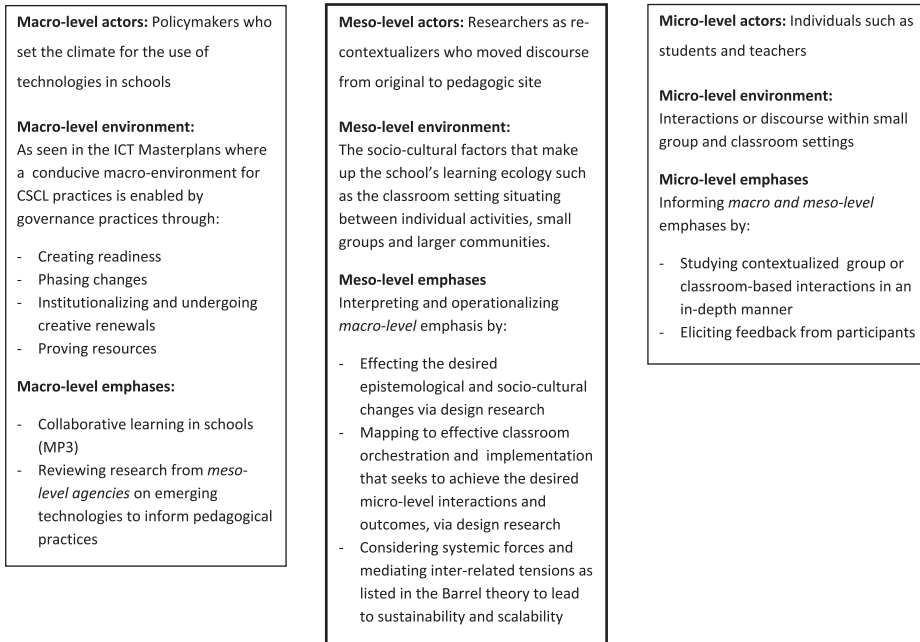 Macro-level actors: Policymakers who
set the climate for the use of
technologies in schools
Macro-level environment:
As seen in the ICT Masterplans where
a conducive macro-environment for
CSCL practices is enabled by
governance practices through:
- Creating readiness
- Phasing changes
- Institutionalizing and undergoing
creative renewals
- Proving resources
Macro-level emphases:
- Collaborative learning in schools
(MP3)
- Reviewing research from meso-
level agencies on emerging
technologies to inform pedagogical
practices
Meso-level actors: Researchers as re-
contextualizers who moved discourse
from original to pedagogic site
Meso-level environment:
The socio-cultural factors that make
up the school's learning ecology such
as the classroom setting situating
between individual activities, small
groups and larger communities.
Meso-level emphases
Interpreting and operationalizing
macro-level emphasis by:
- Effecting the desired
epistemological and socio-cultural
changes via design research
- Mapping to effective classroom
orchestration and implementation
that seeks to achieve the desired
micro-level interactions and
outcomes, via design research
- Considering systemic forces and
mediating inter-related tensions as
listed in the Barrel theory to lead
to sustainability and scalability
Micro-level actors: Individuals such as
students and teachers
Micro-level environment:
Interactions or discourse within small
group and classroom settings
Micro-level emphases
Informing macro and meso-level
emphases by:
- Studying contextualized group or
classroom-based interactions in an
in-depth manner
- Eliciting feedback from participants